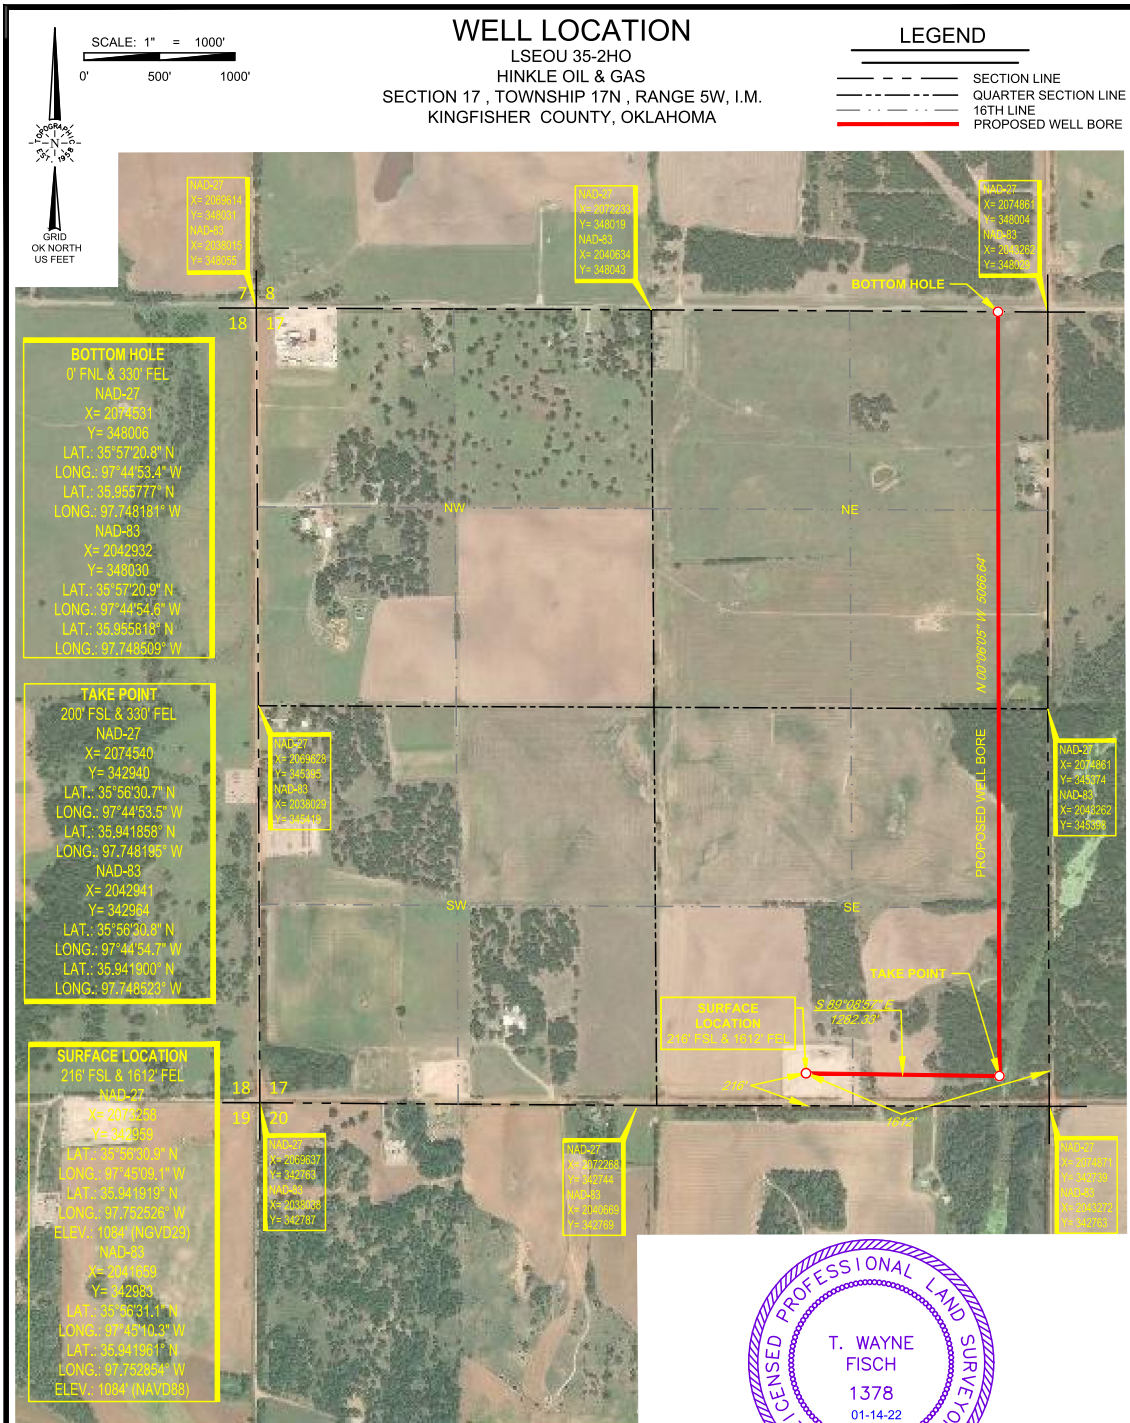 WELL LOCATION
LSEOU 35-2HO
HINKLE OIL & GAS
SECTION 17 , TOWNSHIP 17N , RANGE 5W, I.M.
KINGFISHER COUNTY, OKLAHOMA
SCALE: 1" = 1000'
0' 500' 1000'
TOPOGRAPHIC
N
EST. 1958
GRID
OK NORTH
US FEET
LEGEND
SECTION LINE
QUARTER SECTION LINE
16TH LINE
PROPOSED WELL BORE
NAD-27
X= 2069614
Y= 348031
NAD-83
X= 2038015
Y= 348055
NAD-27
X= 2072233
Y= 348019
NAD-83
X= 2040634
Y= 348043
NAD-27
X= 2074861
Y= 348004
NAD-83
X= 2043262
Y= 348029
BOTTOM HOLE
7 8
18 17
BOTTOM HOLE
0' FNL & 330' FEL
NAD-27
X= 2074531
Y= 348006
LAT.: 35°57'20.8" N
LONG.: 97°44'53.4" W
LAT.: 35.955777° N
LONG.: 97.748181° W
NAD-83
X= 2042932
Y= 348030
LAT.: 35°57'20.9" N
LONG.: 97°44'54.6" W
LAT.: 35.955818° N
LONG.: 97.748509° W
NW
NE
N 00°06'05" W 5066.64'
PROPOSED WELL BORE
TAKE POINT
200' FSL & 330' FEL
NAD-27
X= 2074540
Y= 342940
LAT.: 35°56'30.7" N
LONG.: 97°44'53.5" W
LAT.: 35.941858° N
LONG.: 97.748195° W
NAD-83
X= 2042941
Y= 342964
LAT.: 35°56'30.8" N
LONG.: 97°44'54.7" W
LAT.: 35.941900° N
LONG.: 97.748523° W
NAD-27
X= 2069628
Y= 345395
NAD-83
X= 2038029
Y= 345419
NAD-27
X= 2074861
Y= 345374
NAD-83
X= 2043262
Y= 345398
SW
SE
TAKE POINT
SURFACE
LOCATION
216' FSL & 1612' FEL
S 89°08'57" E
1282.33'
216'
1612'
SURFACE LOCATION
216' FSL & 1612' FEL
NAD-27
X= 2073258
Y= 342959
LAT.: 35°56'30.9" N
LONG.: 97°45'09.1" W
LAT.: 35.941919° N
LONG.: 97.752526° W
ELEV.: 1084' (NGVD29)
NAD-83
X= 2041659
Y= 342983
LAT.: 35°56'31.1" N
LONG.: 97°45'10.3" W
LAT.: 35.941961° N
LONG.: 97.752854° W
ELEV.: 1084' (NAVD88)
18 17
19 20
NAD-27
X= 2069637
Y= 342763
NAD-83
X= 2038038
Y= 342787
NAD-27
X= 2072268
Y= 342744
NAD-83
X= 2040669
Y= 342769
NAD-27
X= 2074871
Y= 342739
NAD-83
X= 2043272
Y= 342763
LICENSED PROFESSIONAL LAND SURVEYO
T. WAYNE
FISCH
1378
01-14-22